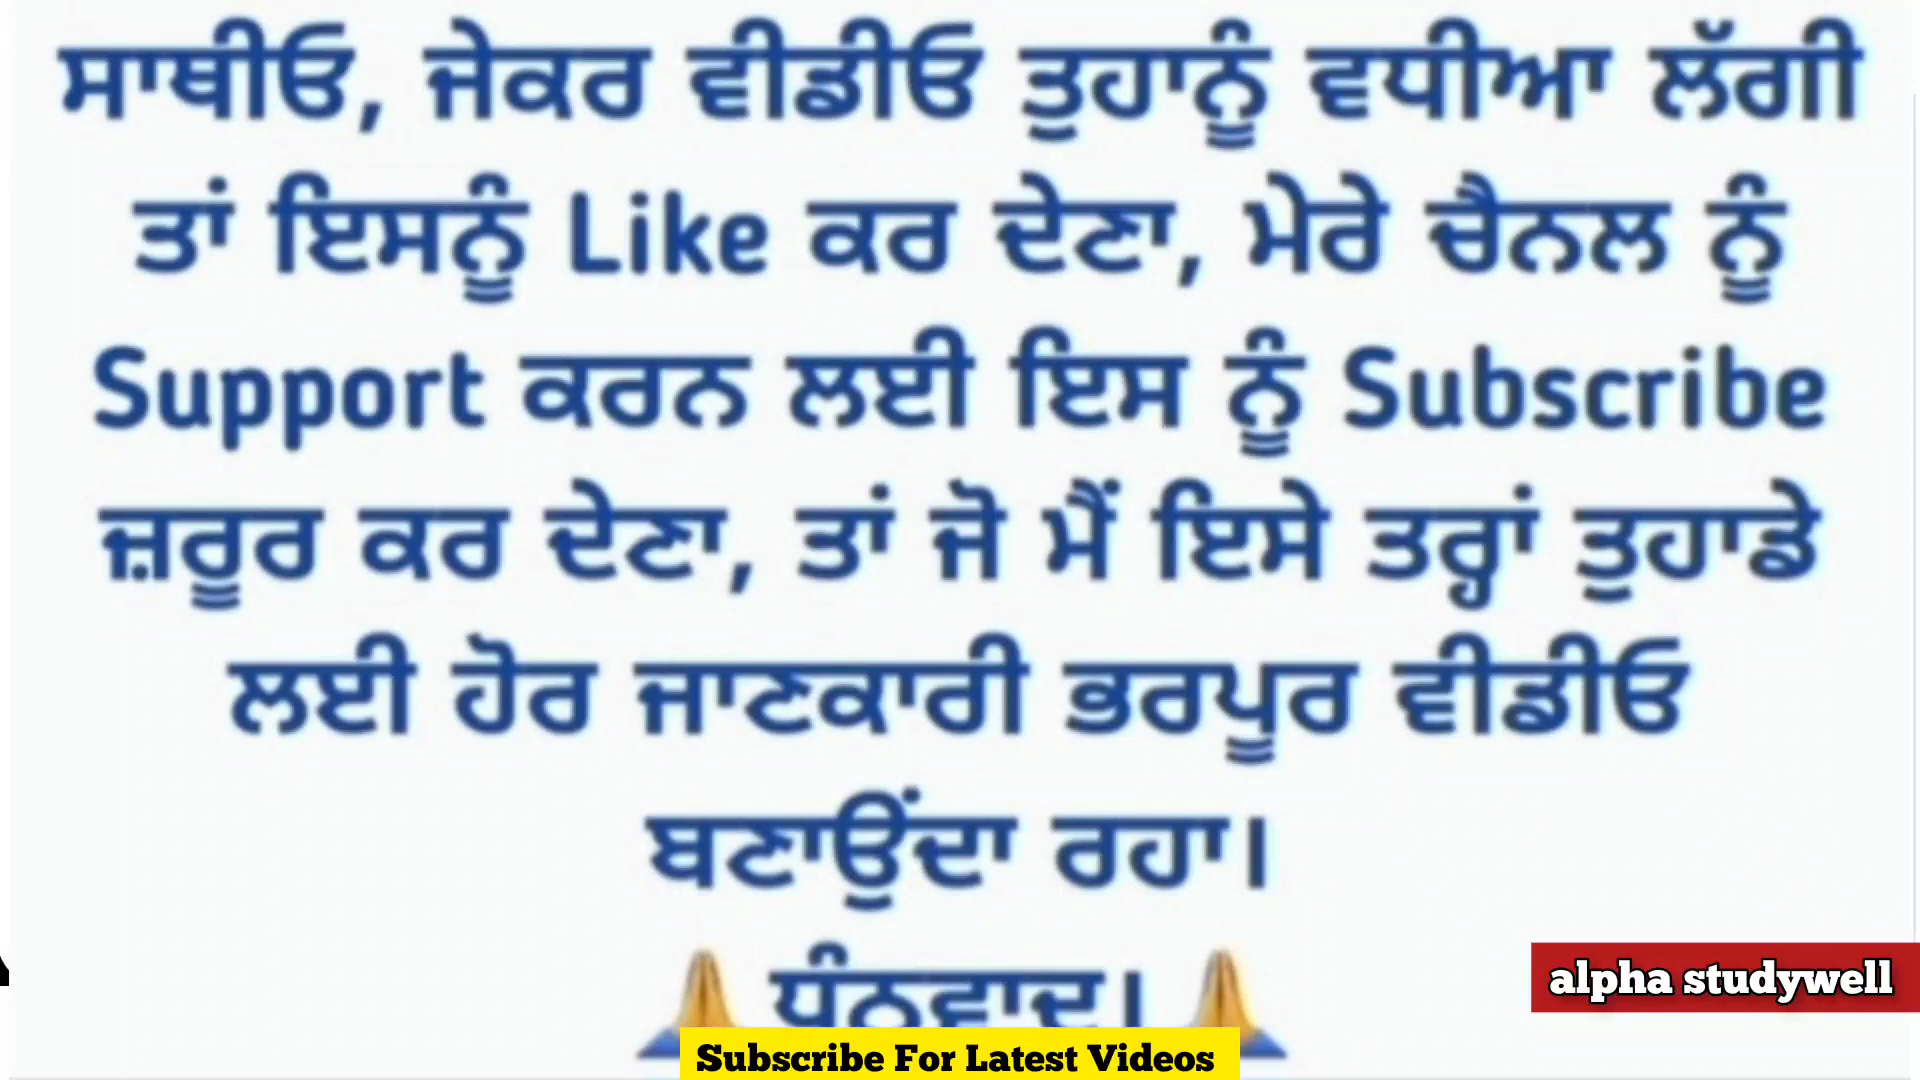 ਸਾਥੀਓ, ਜੇਕਰ ਵੀਡੀਓ ਤੁਹਾਨੂੰ ਵਧੀਆ ਲੱਗੀ
ਤਾਂ ਇਸਨੂੰ Like ਕਰ ਦੇਣਾ, ਮੇਰੇ ਚੈਨਲ ਨੂੰ
Support ਕਰਨ ਲਈ ਇਸ ਨੂੰ Subscribe
ਜ਼ਰੂਰ ਕਰ ਦੇਣਾ, ਤਾਂ ਜੋ ਮੈਂ ਇਸੇ ਤਰ੍ਹਾਂ ਤੁਹਾਡੇ
ਲਈ ਹੋਰ ਜਾਣਕਾਰੀ ਭਰਪੂਰ ਵੀਡੀਓ
ਬਣਾਉਂਦਾ ਰਹਾ।
🙏 ਧੰਨਵਾਦ। 🙏
alpha studywell
Subscribe For Latest Videos